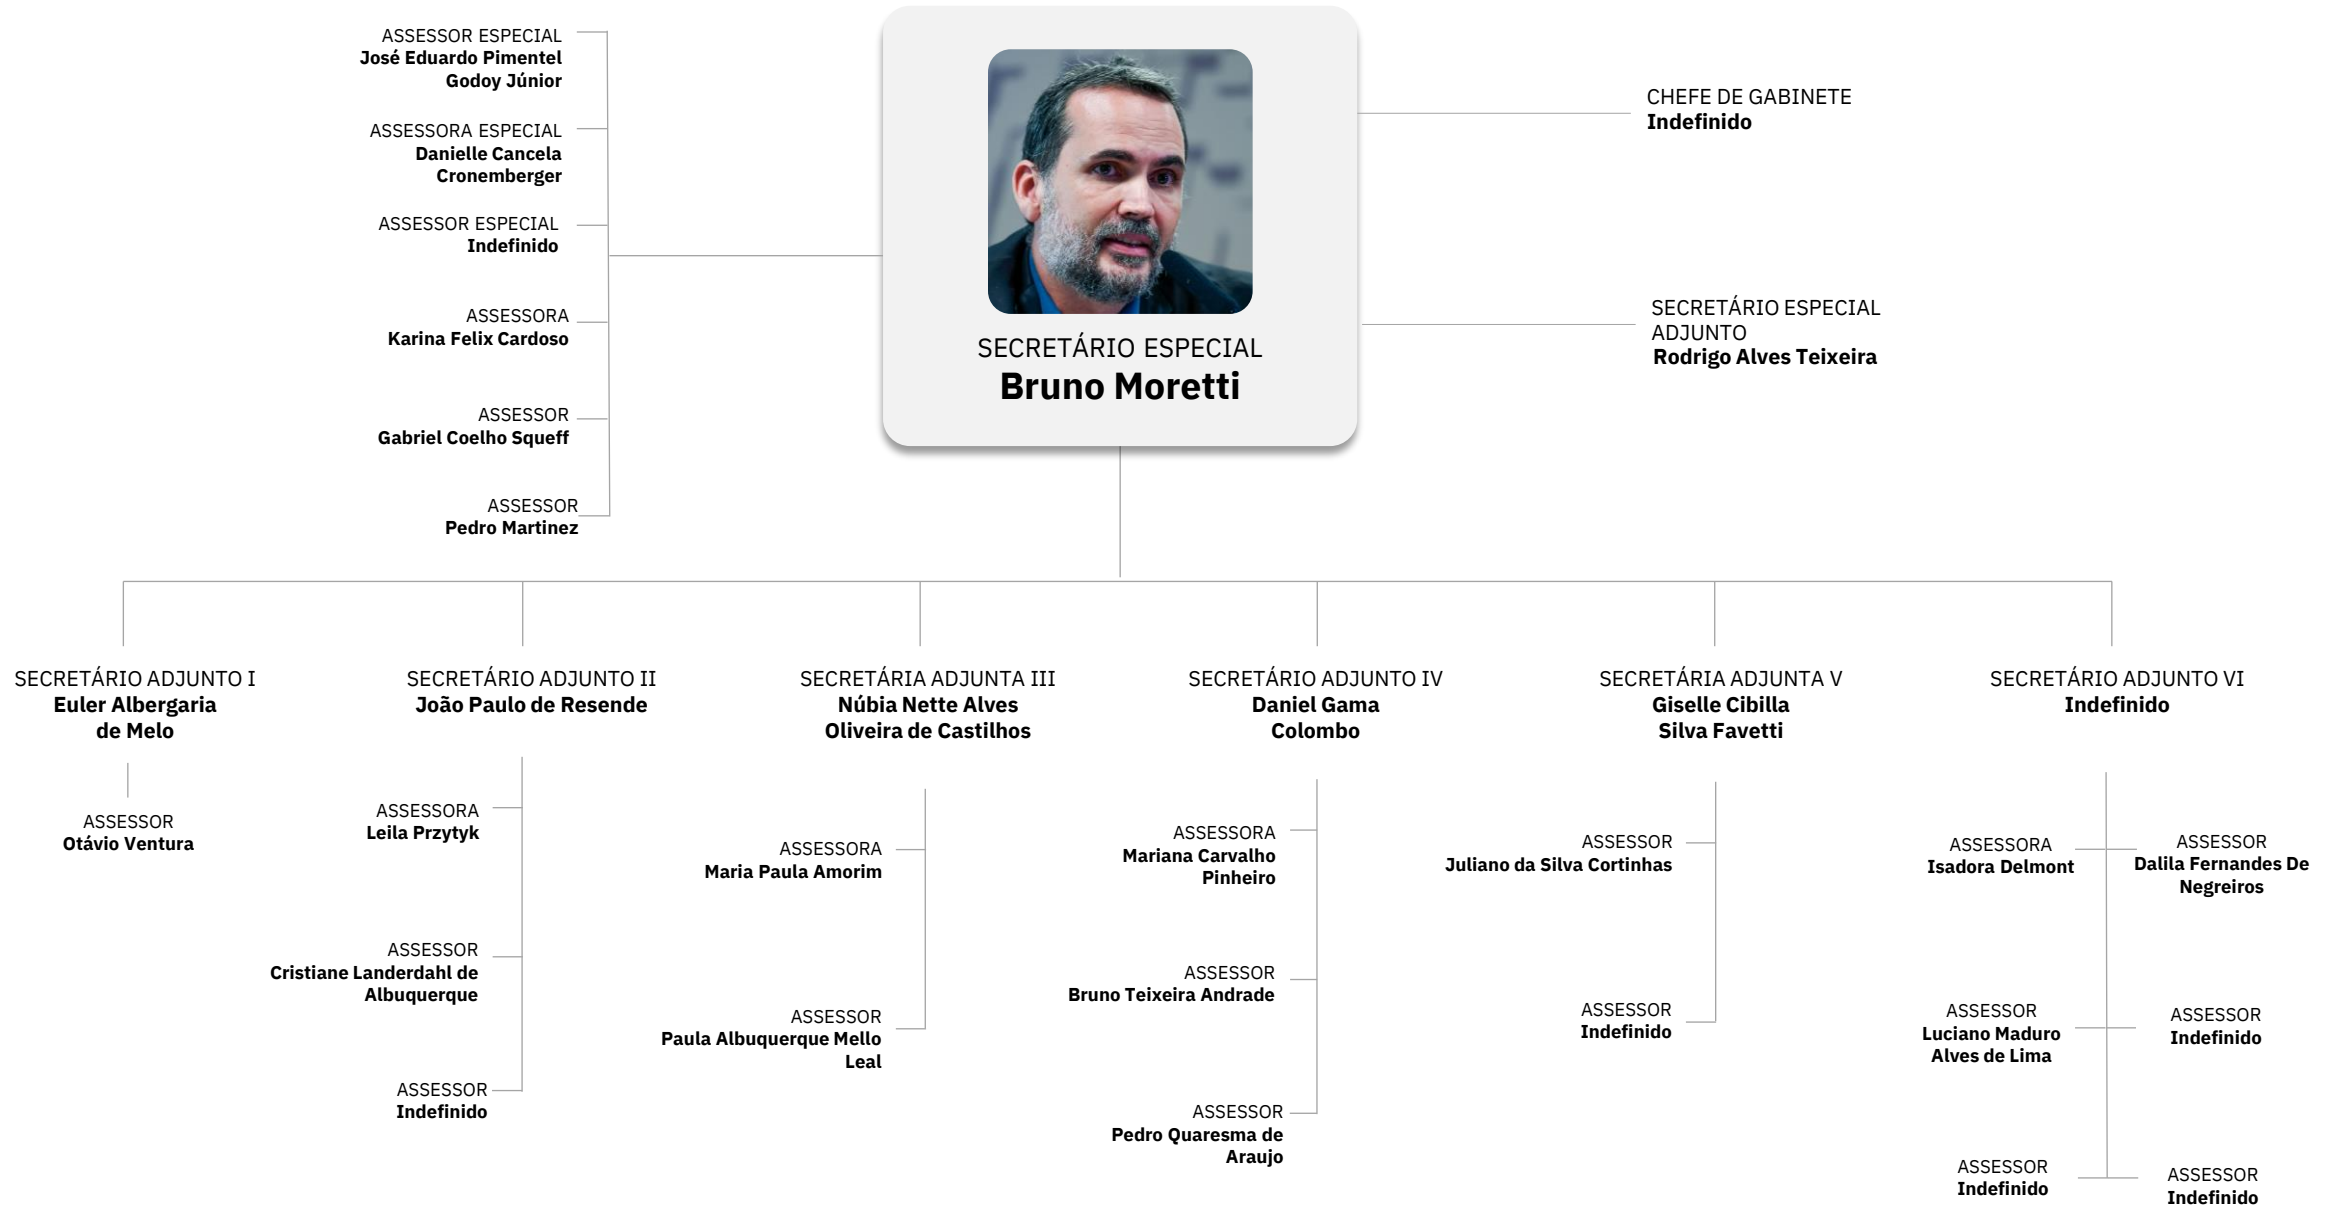 ASSESSOR ESPECIAL
José Eduardo Pimentel
Godoy Júnior
ASSESSORA ESPECIAL
Danielle Cancela
Cronemberger
ASSESSOR ESPECIAL
Indefinido
ASSESSORA
Karina Felix Cardoso
ASSESSOR
Gabriel Coelho Squeff
ASSESSOR
Pedro Martinez
SECRETÁRIO ESPECIAL
Bruno Moretti
CHEFE DE GABINETE
Indefinido
SECRETÁRIO ESPECIAL
ADJUNTO
Rodrigo Alves Teixeira
SECRETÁRIO ADJUNTO I
Euler Albergaria
de Melo
ASSESSOR
Otávio Ventura
SECRETÁRIO ADJUNTO II
João Paulo de Resende
ASSESSORA
Leila Przytyk
ASSESSOR
Cristiane Landerdahl de
Albuquerque
ASSESSOR
Indefinido
SECRETÁRIA ADJUNTA III
Núbia Nette Alves
Oliveira de Castilhos
ASSESSORA
Maria Paula Amorim
ASSESSOR
Paula Albuquerque Mello
Leal
SECRETÁRIO ADJUNTO IV
Daniel Gama
Colombo
ASSESSORA
Mariana Carvalho
Pinheiro
ASSESSOR
Bruno Teixeira Andrade
ASSESSOR
Pedro Quaresma de
Araujo
SECRETÁRIA ADJUNTA V
Giselle Cibilla
Silva Favetti
ASSESSOR
Juliano da Silva Cortinhas
ASSESSOR
Indefinido
SECRETÁRIO ADJUNTO VI
Indefinido
ASSESSORA
Isadora Delmont
ASSESSOR
Dalila Fernandes De
Negreiros
ASSESSOR
Luciano Maduro
Alves de Lima
ASSESSOR
Indefinido
ASSESSOR
Indefinido
ASSESSOR
Indefinido